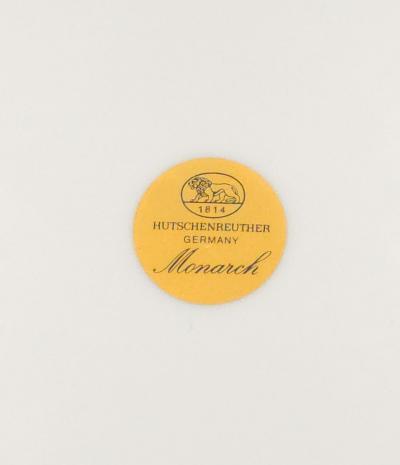 1814
HUTSCHENREUTHER
GERMANY
Monarch